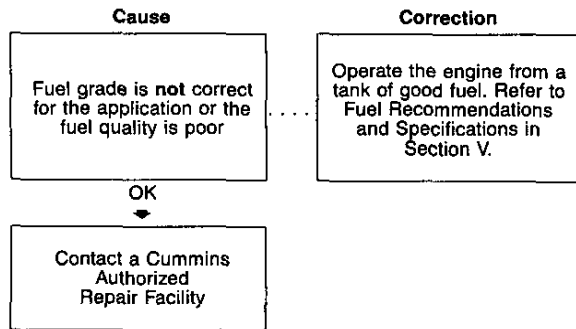 Cause
Correction
Fuel grade is not correct
for the application or the
fuel quality is poor
Operate the engine from a
tank of good fuel. Refer to
Fuel Recommendations
and Specifications in
Section V.
OK
Contact a Cummins
Authorized
Repair Facility